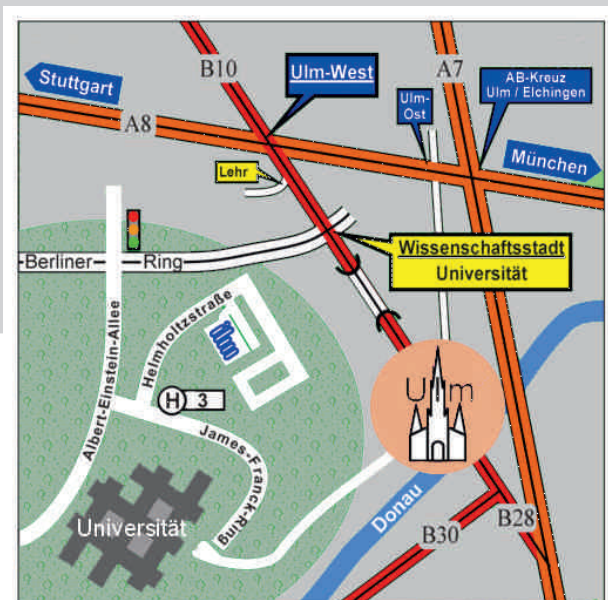 B10
A7
Stuttgart
Ulm-West
AB-Kreuz
Ulm / Elchingen
Ulm-
Ost
A8
München
Lehr
Wissenschaftsstadt
Universität
Berliner Ring
Helmholtzstraße
Albert-Einstein-Allee
H 3
Ulm
James-Franck-Ring
Universität
Donau
B28
B30